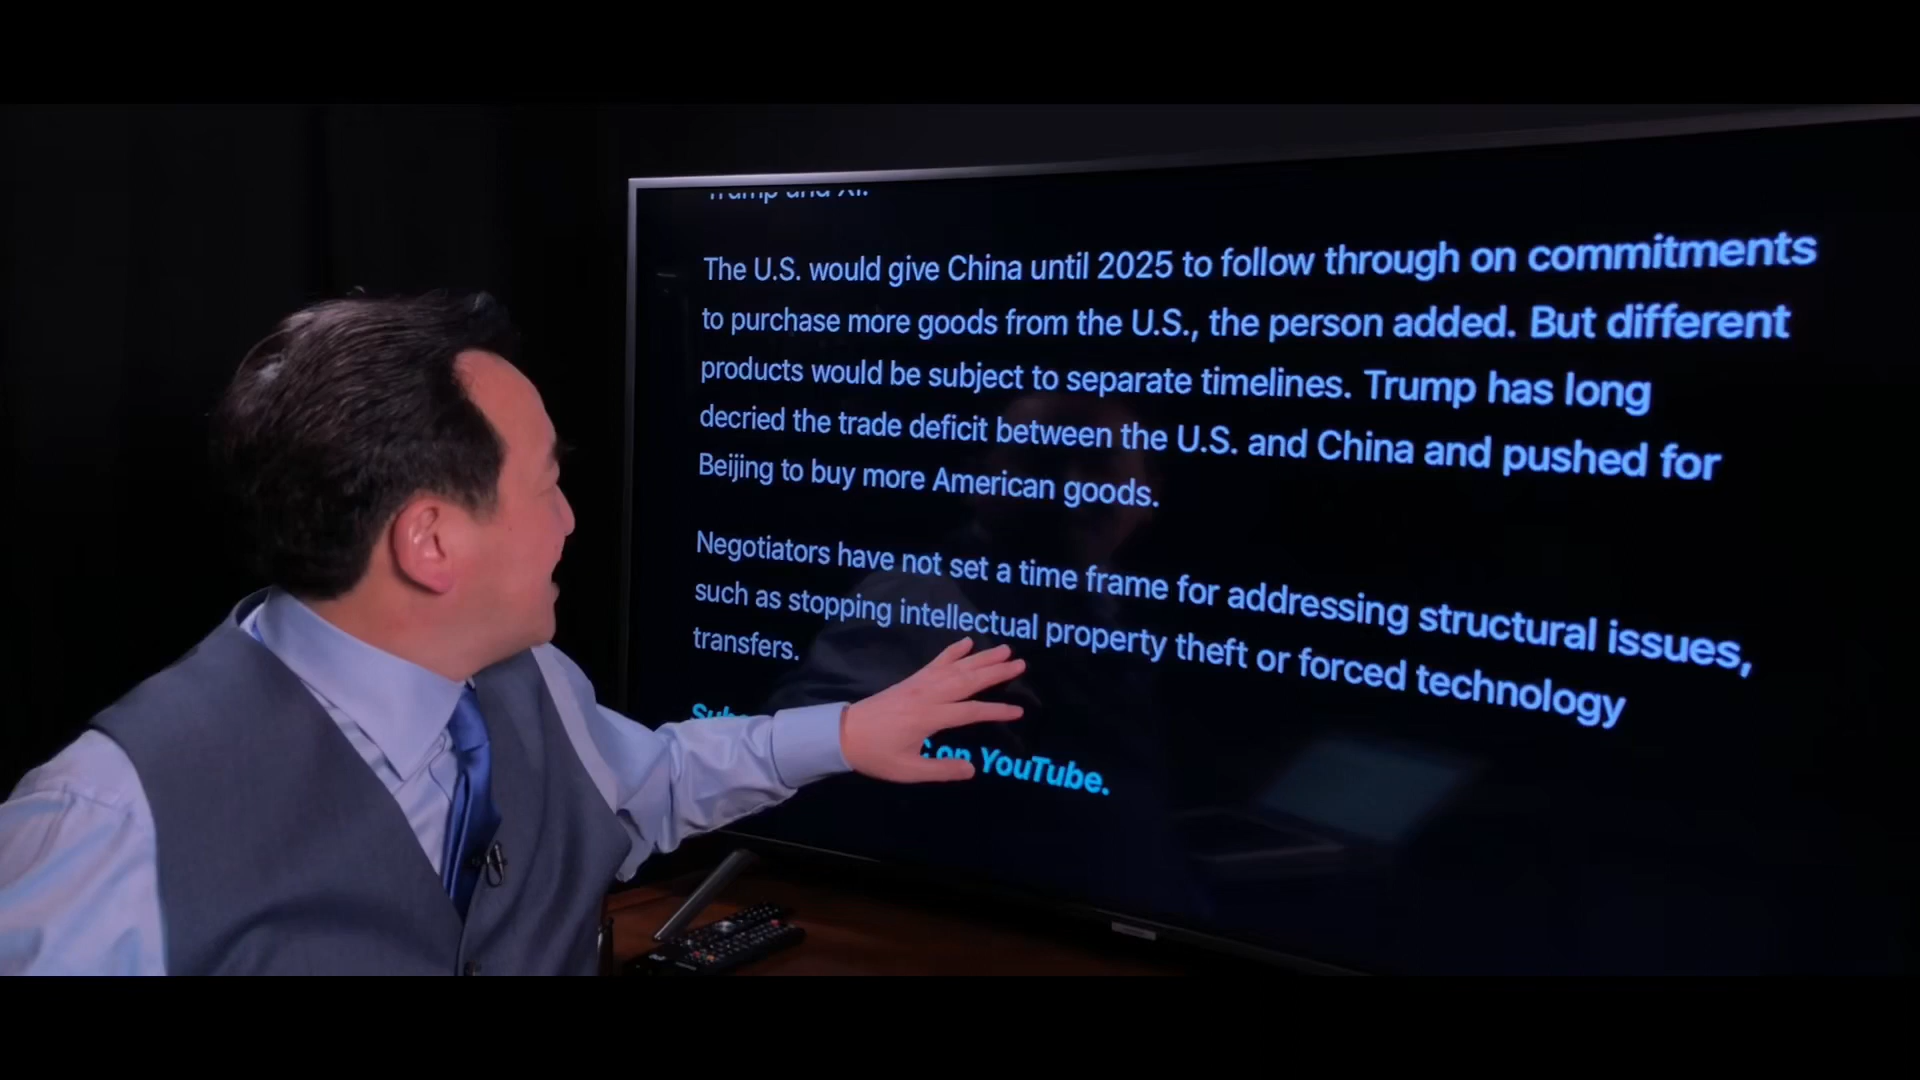 Trump and Xi.
The U.S. would give China until 2025 to follow through on commitments
to purchase more goods from the U.S., the person added. But different
products would be subject to separate timelines. Trump has long
decried the trade deficit between the U.S. and China and pushed for
Beijing to buy more American goods.
Negotiators have not set a time frame for addressing structural issues,
such as stopping intellectual property theft or forced technology
transfers.
on YouTube.